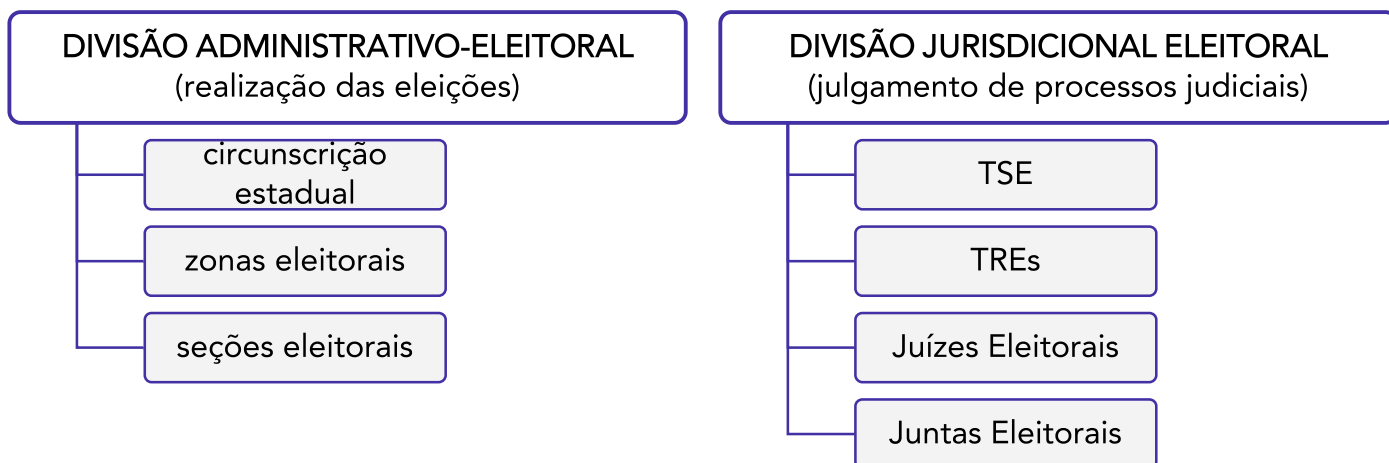 DIVISÃO ADMINISTRATIVO-ELEITORAL
(realização das eleições)
circunscrição
estadual
zonas eleitorais
seções eleitorais
DIVISÃO JURISDICIONAL ELEITORAL
(julgamento de processos judiciais)
TSE
TREs
Juízes Eleitorais
Juntas Eleitorais